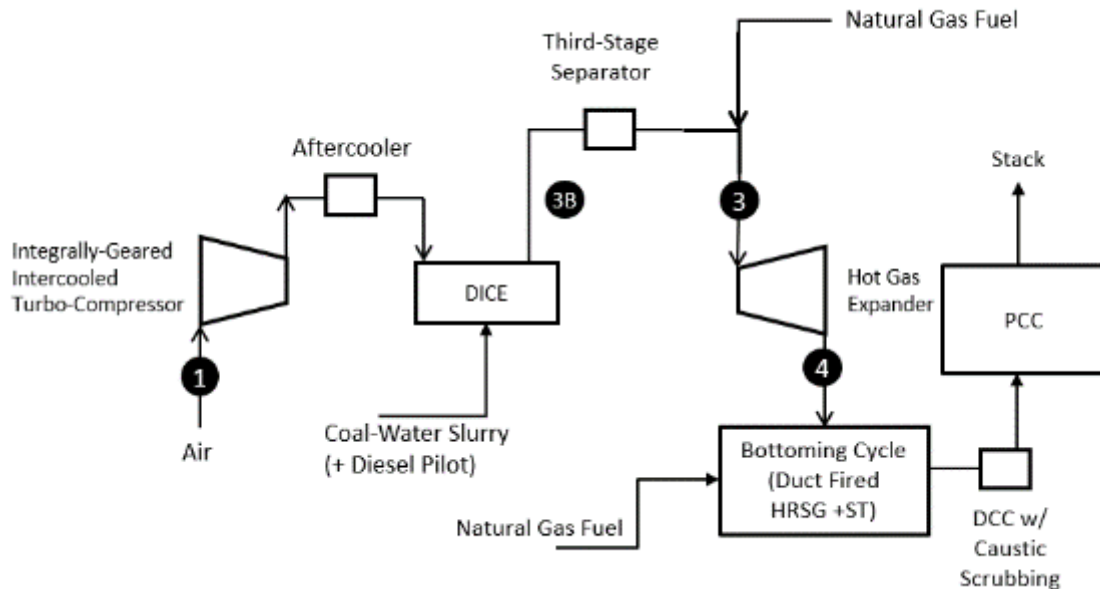 Natural Gas Fuel
Third-Stage
Separator
Aftercooler
Stack
3B
3
Integrally-Geared
Intercooled
Turbo-Compressor
DICE
Hot Gas
Expander
PCC
1
4
Air
Coal-Water Slurry
(+ Diesel Pilot)
Bottoming Cycle
(Duct Fired
HRSG +ST)
Natural Gas Fuel
DCC w/
Caustic
Scrubbing